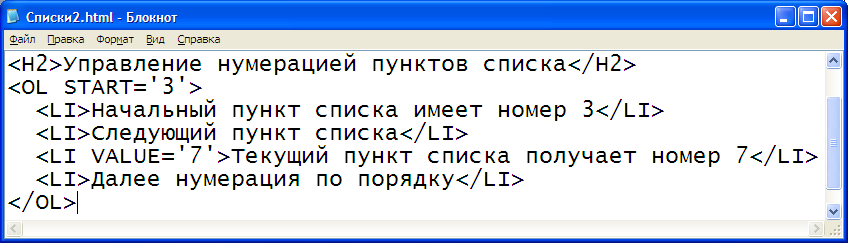 Списки2.html - Блокнот
Файл Правка Формат Вид Справка
<H2>Управление нумерацией пунктов списка</H2>
<OL START='3'>
  <LI>Начальный пункт списка имеет номер 3</LI>
  <LI>Следующий пункт списка</LI>
  <LI VALUE='7'>Текущий пункт списка получает номер 7</LI>
  <LI>Далее нумерация по порядку</LI>
</OL>